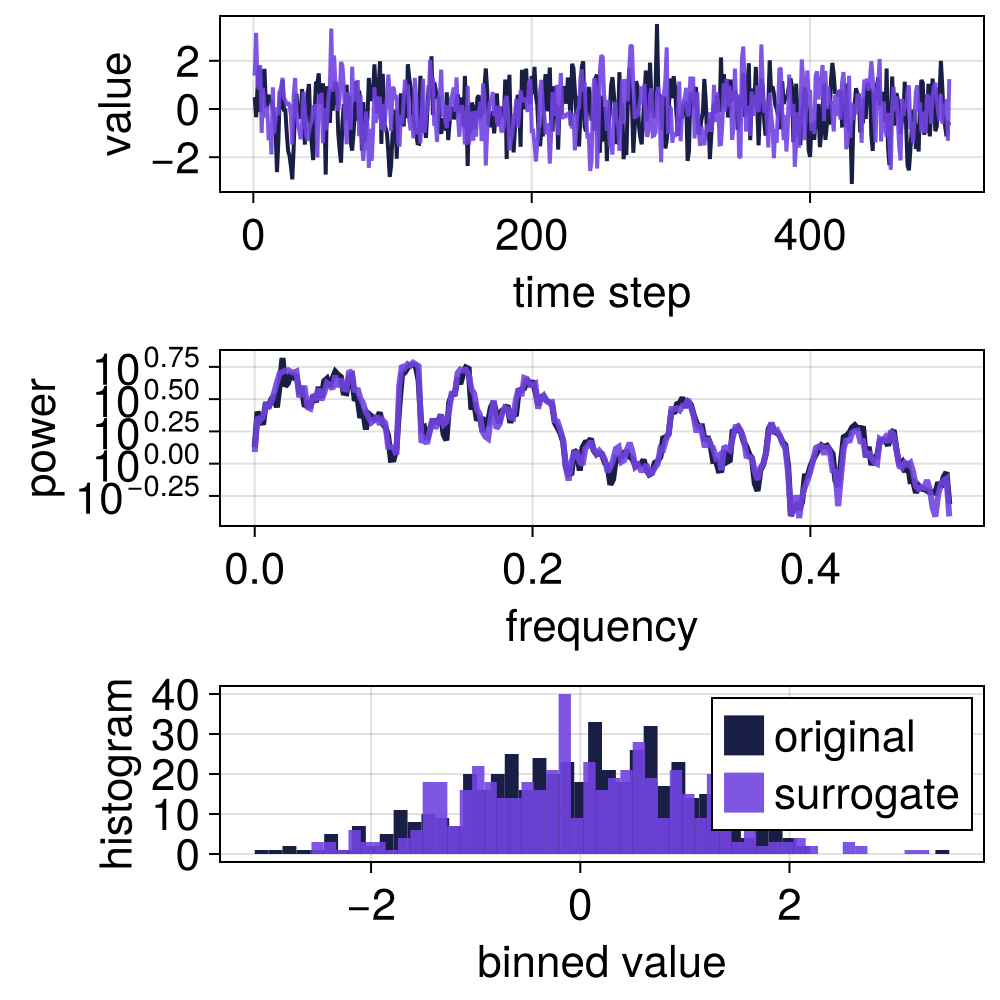 value
2
0
−2
0 200 400
time step
power
10^0.75
10^0.50
10^0.25
10^0.00
10^−0.25
0.0 0.2 0.4
frequency
histogram
40
30
20
10
0
original
surrogate
−2 0 2
binned value